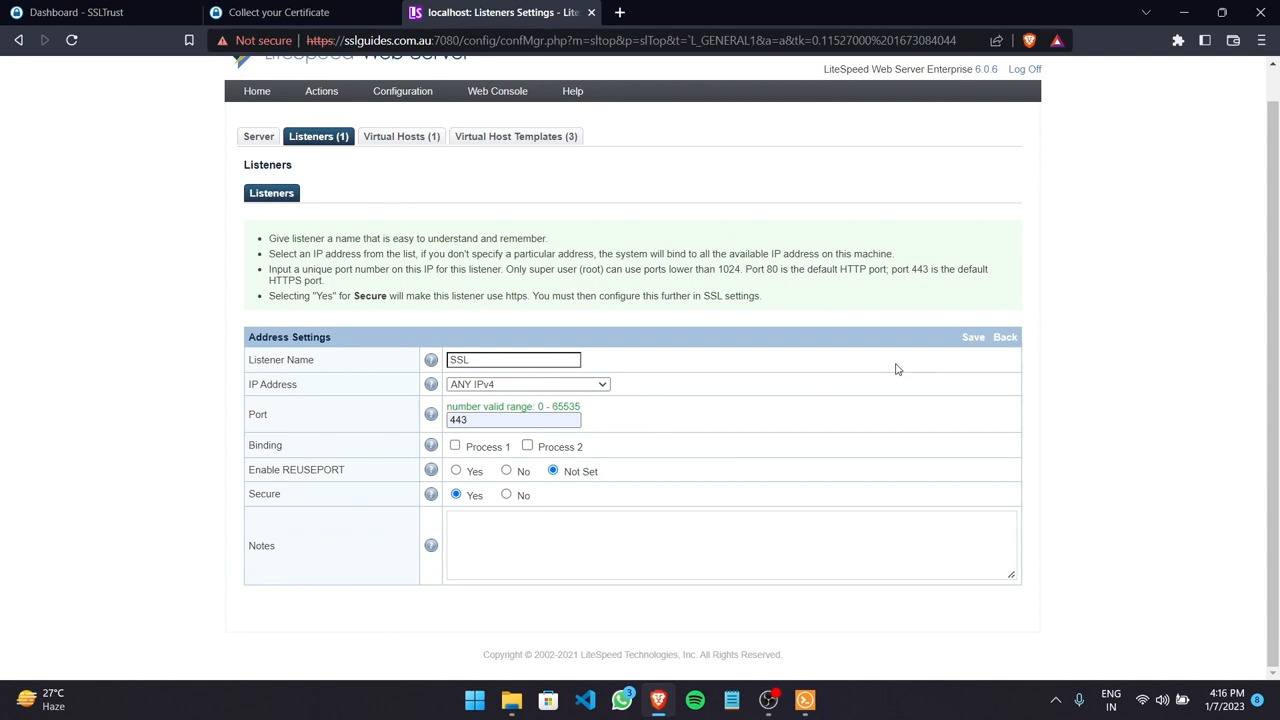 Dashboard - SSLTrust
Collect your Certificate
localhost: Listeners Settings - Lite
Not secure
https://sslguides.com.au:7080/config/confMgr.php?m=sltop&p=slTop&t=`L_GENERAL1&a=a&tk=0.11527000%201673084044
LiteSpeed Web Server
LiteSpeed Web Server Enterprise 6.0.6 Log Off
Home Actions Configuration Web Console Help
Server Listeners (1) Virtual Hosts (1) Virtual Host Templates (3)
Listeners
Listeners
Give listener a name that is easy to understand and remember.
Select an IP address from the list, if you don't specify a particular address, the system will bind to all the available IP address on this machine.
Input a unique port number on this IP for this listener. Only super user (root) can use ports lower than 1024. Port 80 is the default HTTP port; port 443 is the default
HTTPS port.
Selecting "Yes" for Secure will make this listener use https. You must then configure this further in SSL settings.
Address Settings Save Back
Listener Name SSL
IP Address ANY IPv4
number valid range: 0 - 65535
Port 443
Binding Process 1 Process 2
Enable REUSEPORT Yes No Not Set
Secure Yes No
Notes
Copyright © 2002-2021 LiteSpeed Technologies, Inc. All Rights Reserved.
27°C
Haze
3
ENG
IN
4:16 PM
1/7/2023
8